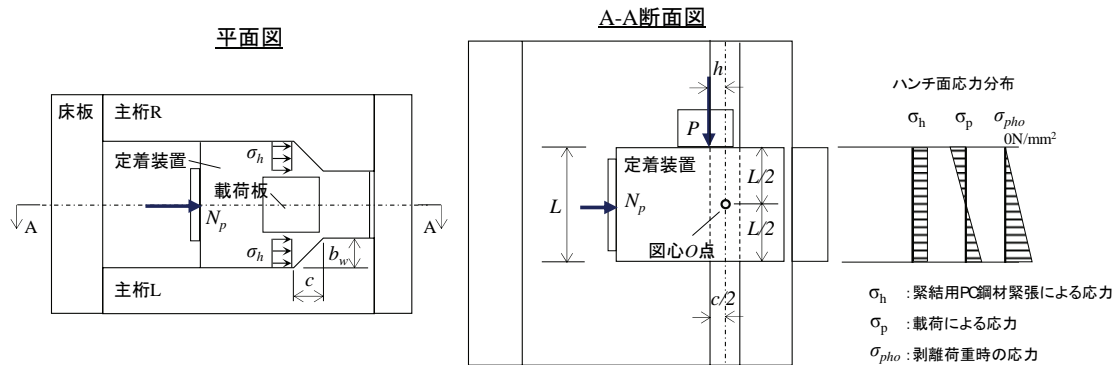 平面図
床板
主桁R
定着装置
σh
載荷板
A
Np
A
σh
bw
c
主桁L
A-A断面図
h
P
定着装置
L/2
L
Np
L/2
図心O点
c/2
ハンチ面応力分布
σh σp σpho
0N/mm²
σh :緊結用PC鋼材緊張による応力
σp :載荷による応力
σpho :剥離荷重時の応力